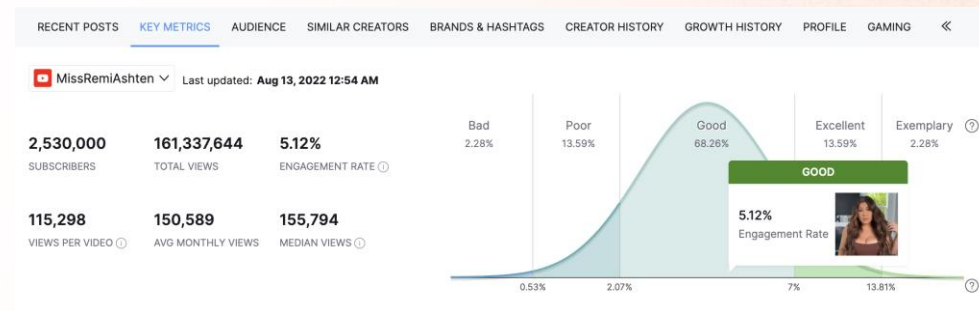 RECENT POSTS KEY METRICS AUDIENCE SIMILAR CREATORS BRANDS & HASHTAGS CREATOR HISTORY GROWTH HISTORY PROFILE GAMING «
MissRemiAshten Last updated: Aug 13, 2022 12:54 AM
2,530,000 161,337,644 5.12%
SUBSCRIBERS TOTAL VIEWS ENGAGEMENT RATE
115,298 150,589 155,794
VIEWS PER VIDEO AVG MONTHLY VIEWS MEDIAN VIEWS
Bad Poor Good Excellent Exemplary ?
2.28% 13.59% 68.26% 13.59% 2.28%
GOOD
5.12%
Engagement Rate
0.53% 2.07% 7% 13.81% ?